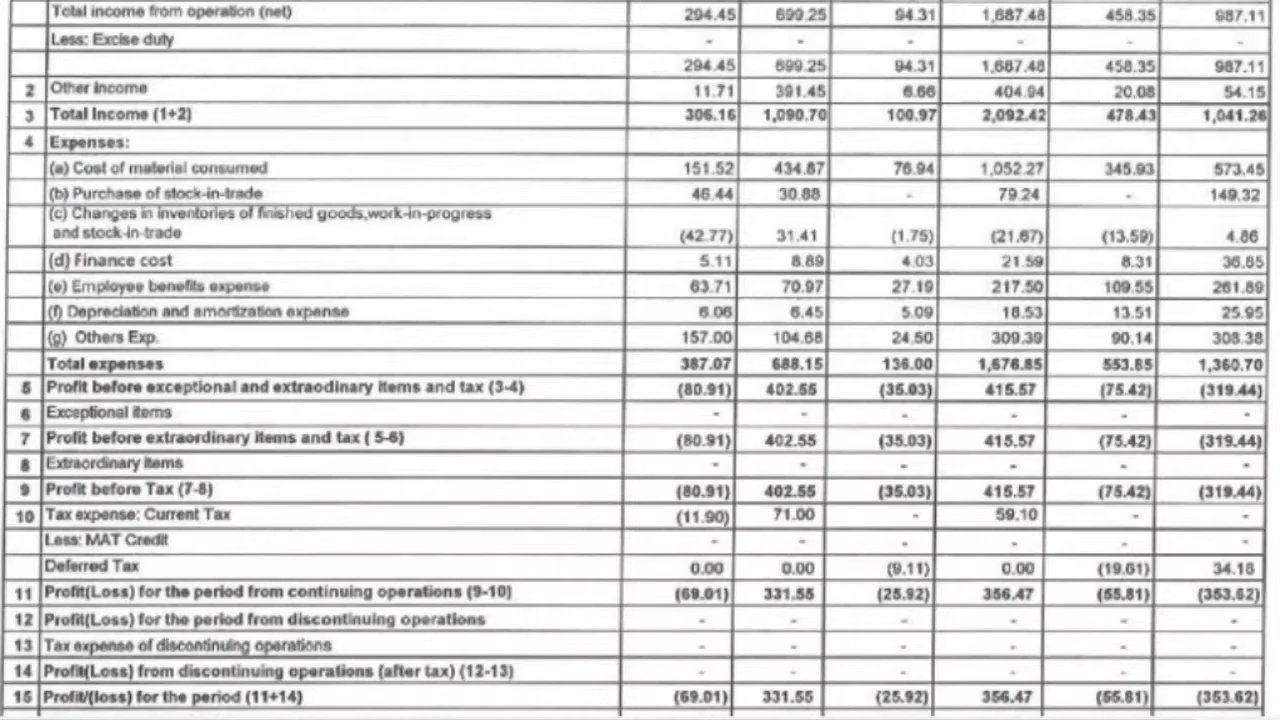 Total income from operation (net) 294.45 699.25 94.31 1,687.48 458.35 987.11
Less: Excise duty - - - - - -
294.45 699.25 94.31 1,687.48 458.35 987.11
2 Other Income 11.71 391.45 6.66 404.94 20.08 54.15
3 Total Income (1+2) 306.16 1,090.70 100.97 2,092.42 478.43 1,041.26
4 Expenses:
(a) Cost of material consumed 151.52 434.87 76.94 1,052.27 345.93 573.45
(b) Purchase of stock-in-trade 46.44 30.88 - 79.24 - 149.32
(c) Changes in inventories of finished goods,work-in-progress
and stock-in-trade (42.77) 31.41 (1.75) (21.67) (13.59) 4.86
(d) Finance cost 5.11 8.89 4.03 21.59 8.31 36.85
(e) Employee benefits expense 63.71 70.97 27.19 217.50 109.55 261.89
(f) Depreciation and amortization expense 6.06 6.45 5.09 18.53 13.51 25.95
(g) Others Exp. 157.00 104.68 24.50 309.39 90.14 308.38
Total expenses 387.07 688.15 136.00 1,676.85 553.85 1,360.70
5 Profit before exceptional and extraodinary items and tax (3-4) (80.91) 402.55 (35.03) 415.57 (75.42) (319.44)
6 Exceptional items - - - - - -
7 Profit before extraordinary items and tax ( 5-6) (80.91) 402.55 (35.03) 415.57 (75.42) (319.44)
8 Extraordinary items - - - - - -
9 Profit before Tax (7-8) (80.91) 402.55 (35.03) 415.57 (75.42) (319.44)
10 Tax expense: Current Tax (11.90) 71.00 - 59.10 - -
Less: MAT Credit - - - - - -
Deferred Tax 0.00 0.00 (9.11) 0.00 (19.61) 34.18
11 Profit(Loss) for the period from continuing operations (9-10) (69.01) 331.55 (25.92) 356.47 (55.81) (353.62)
12 Profit(Loss) for the period from discontinuing operations - - - - - -
13 Tax expense of discontinuing operations - - - - - -
14 Profit(Loss) from discontinuing operations (after tax) (12-13) - - - - - -
15 Profit/(loss) for the period (11+14) (69.01) 331.55 (25.92) 356.47 (55.81) (353.62)